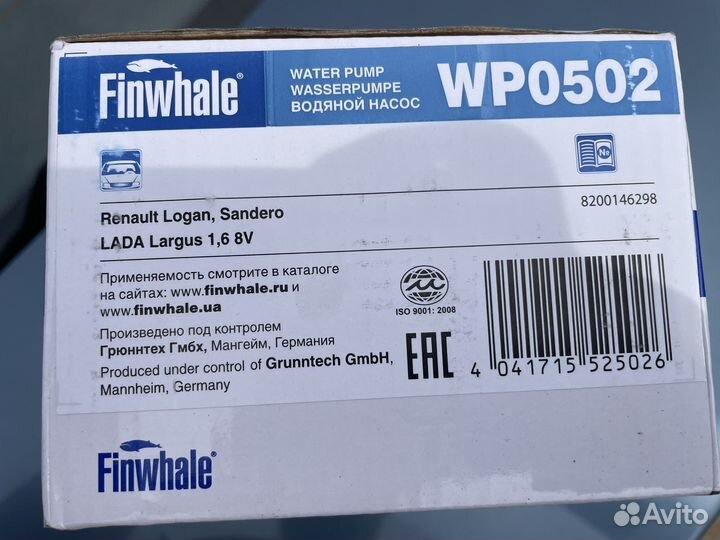 Finwhale®
WATER PUMP
WASSERPUMPE
ВОДЯНОЙ НАСОС
WP0502
№
8200146298
Renault Logan, Sandero
LADA Largus 1,6 8V
Применяемость смотрите в каталоге
на сайтах: www.finwhale.ru и
www.finwhale.ua
Произведено под контролем
Грюннтех Гмбх, Мангейм, Германия
Produced under control of Grunntech GmbH,
Mannheim, Germany
ISO 9001: 2008
EAC
4 041715 525026
Finwhale®
Avito